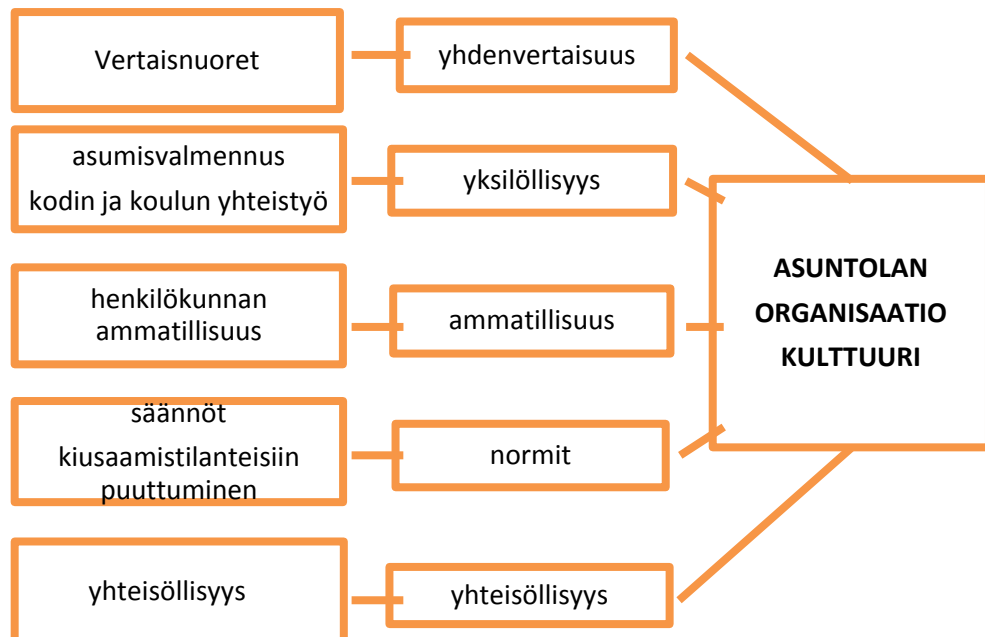 Vertaisnuoret
yhdenvertaisuus
asumisvalmennus
kodin ja koulun yhteistyö
yksilöllisyys
henkilökunnan
ammatillisuus
ammatillisuus
säännöt
kiusaamistilanteisiin
puuttuminen
normit
yhteisöllisyys
yhteisöllisyys
ASUNTOLAN
ORGANISAATIO
KULTTUURI